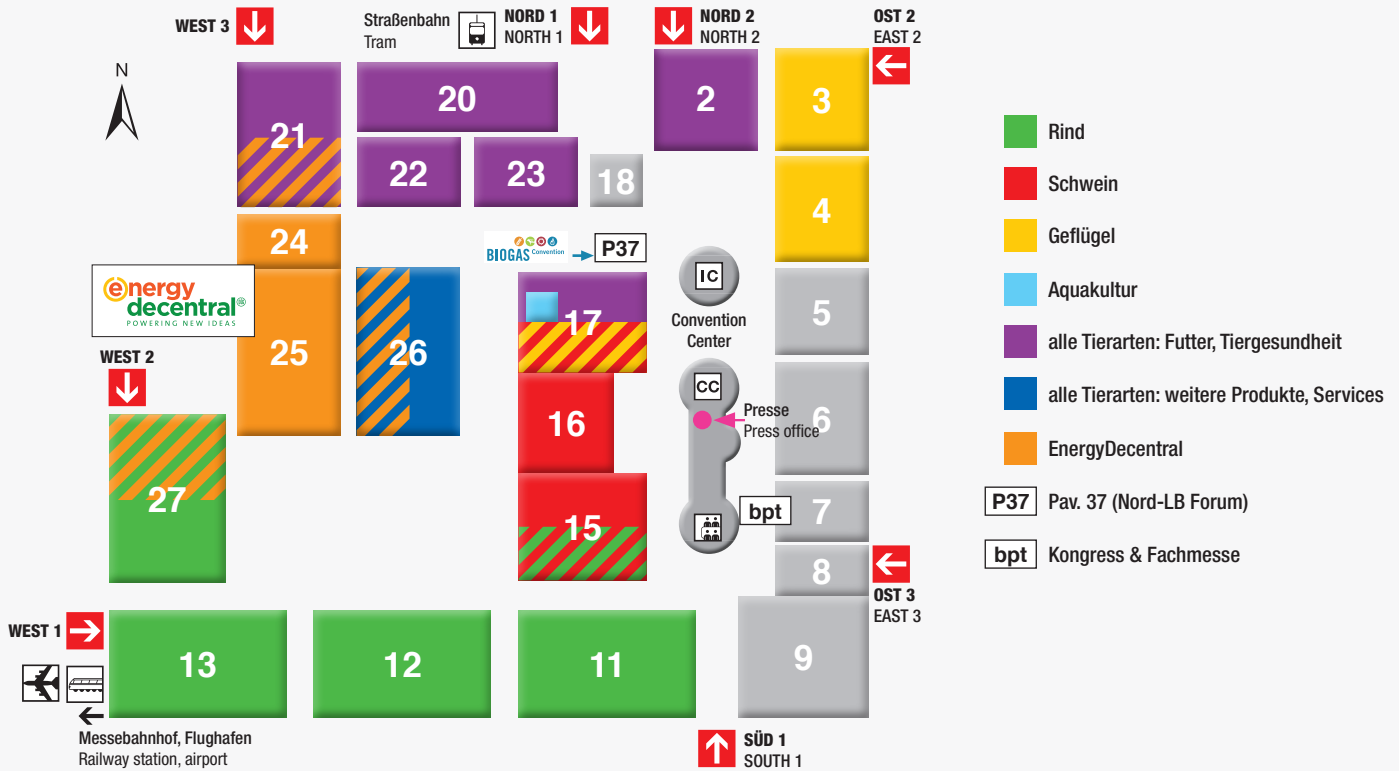 WEST 3
Straßenbahn
Tram
NORD 1
NORTH 1
NORD 2
NORTH 2
OST 2
EAST 2
N
21
20
22
23
18
2
3
4
5
6
7
8
9
24
25
energy
decentral®
POWERING NEW IDEAS
26
BIOGAS Convention
P37
17
16
15
IC
Convention
Center
CC
Presse
Press office
bpt
WEST 2
27
OST 3
EAST 3
WEST 1
13
12
11
Messebahnhof, Flughafen
Railway station, airport
SÜD 1
SOUTH 1
Rind
Schwein
Geflügel
Aquakultur
alle Tierarten: Futter, Tiergesundheit
alle Tierarten: weitere Produkte, Services
EnergyDecentral
P37 Pav. 37 (Nord-LB Forum)
bpt Kongress & Fachmesse